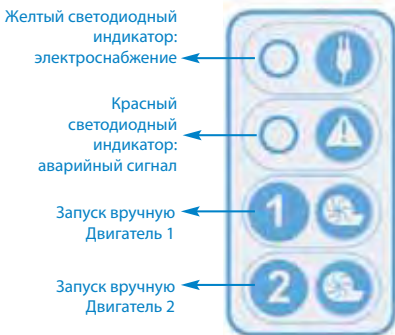 Желтый светодиодный
индикатор:
электроснабжение
Красный
светодиодный
индикатор:
аварийный сигнал
Запуск вручную
Двигатель 1
1
Запуск вручную
Двигатель 2
2